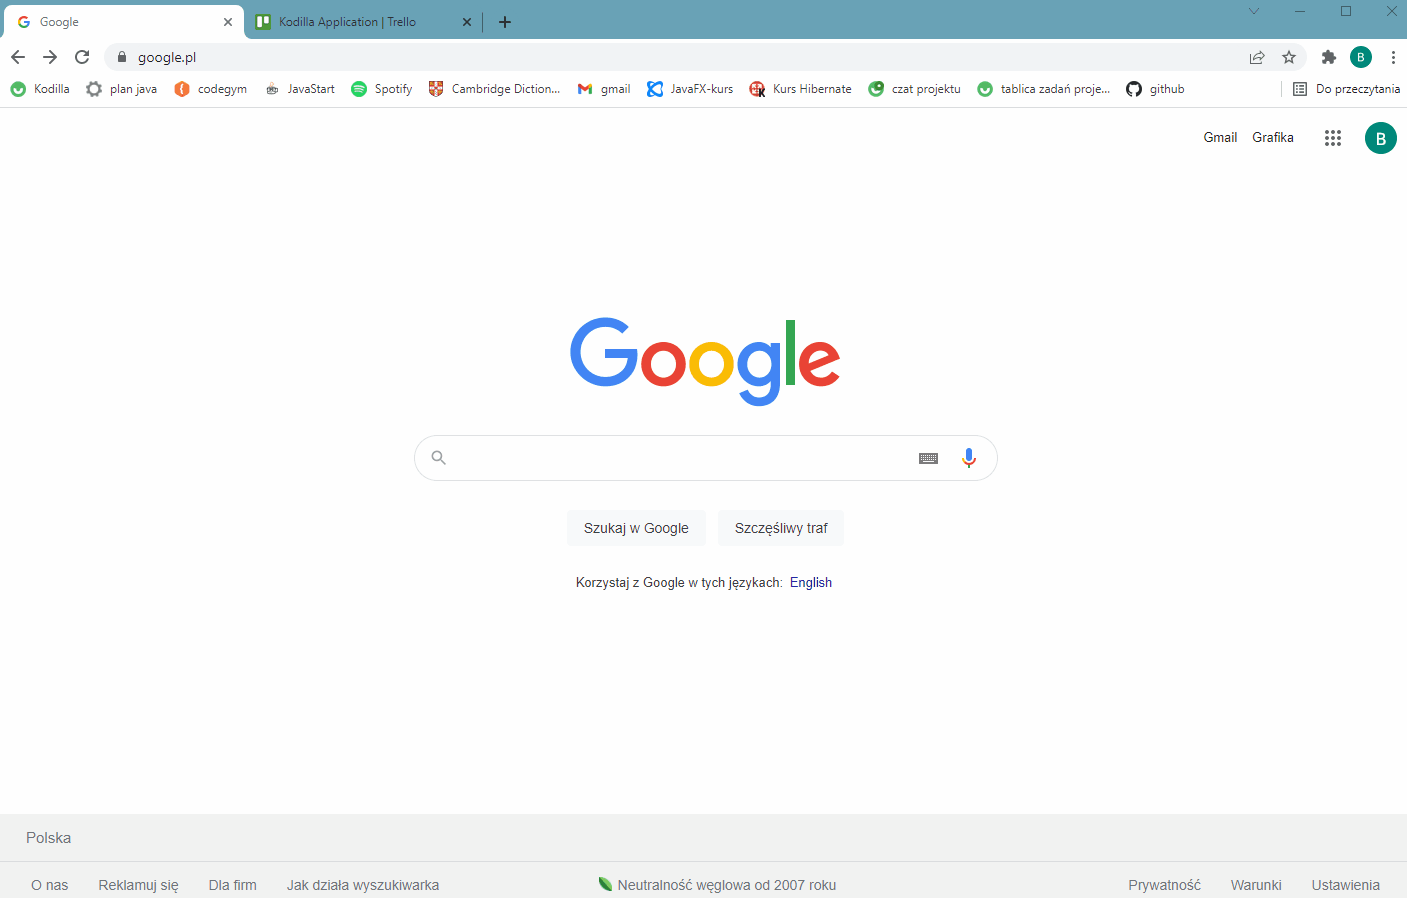 Google
Kodilla Application | Trello
google.pl
B
Kodilla
plan java
codegym
JavaStart
Spotify
Cambridge Diction...
gmail
JavaFX-kurs
Kurs Hibernate
czat projektu
tablica zadań proje...
github
Do przeczytania
Gmail
Grafika
B
Google
Szukaj w Google
Szczęśliwy traf
Korzystaj z Google w tych językach: English
Polska
O nas
Reklamuj się
Dla firm
Jak działa wyszukiwarka
Neutralność węglowa od 2007 roku
Prywatność
Warunki
Ustawienia